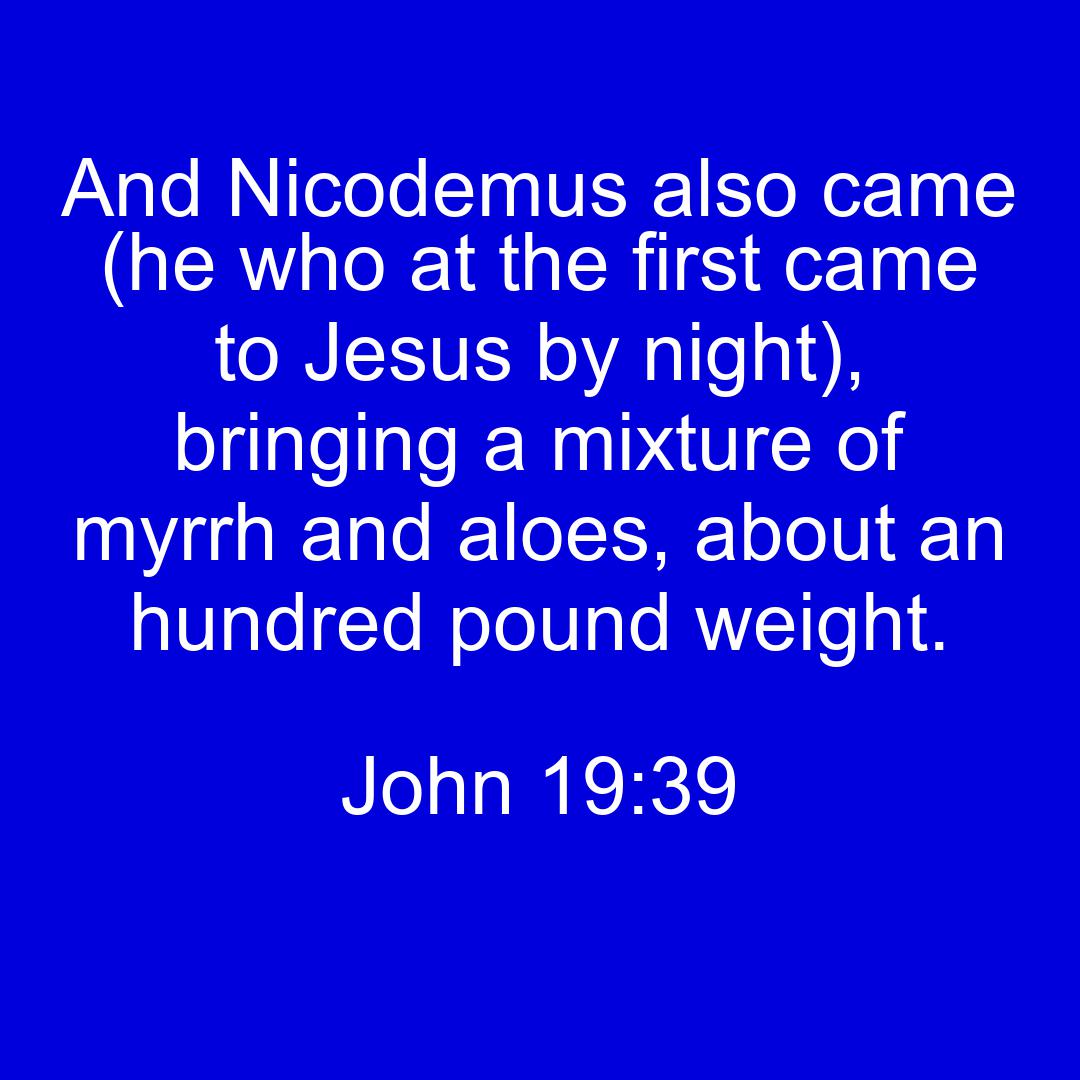 And Nicodemus also came
(he who at the first came
to Jesus by night),
bringing a mixture of
myrrh and aloes, about an
hundred pound weight.
John 19:39